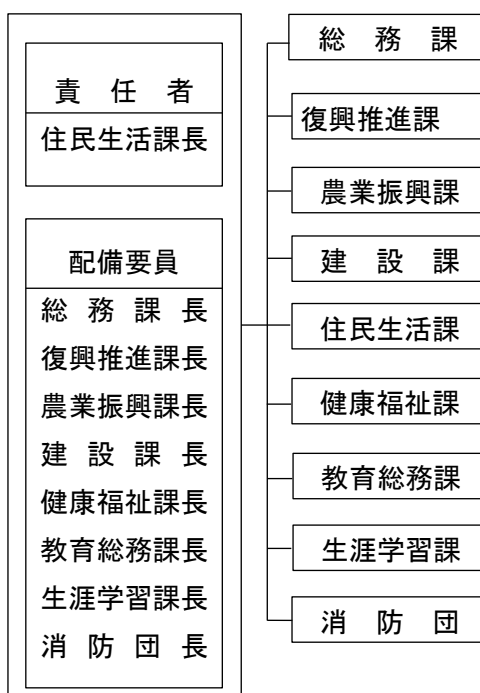 責任者
住民生活課長
配備要員
総務課長
復興推進課長
農業振興課長
建設課長
健康福祉課長
教育総務課長
生涯学習課長
消防団長
総務課
復興推進課
農業振興課
建設課
住民生活課
健康福祉課
教育総務課
生涯学習課
消防団